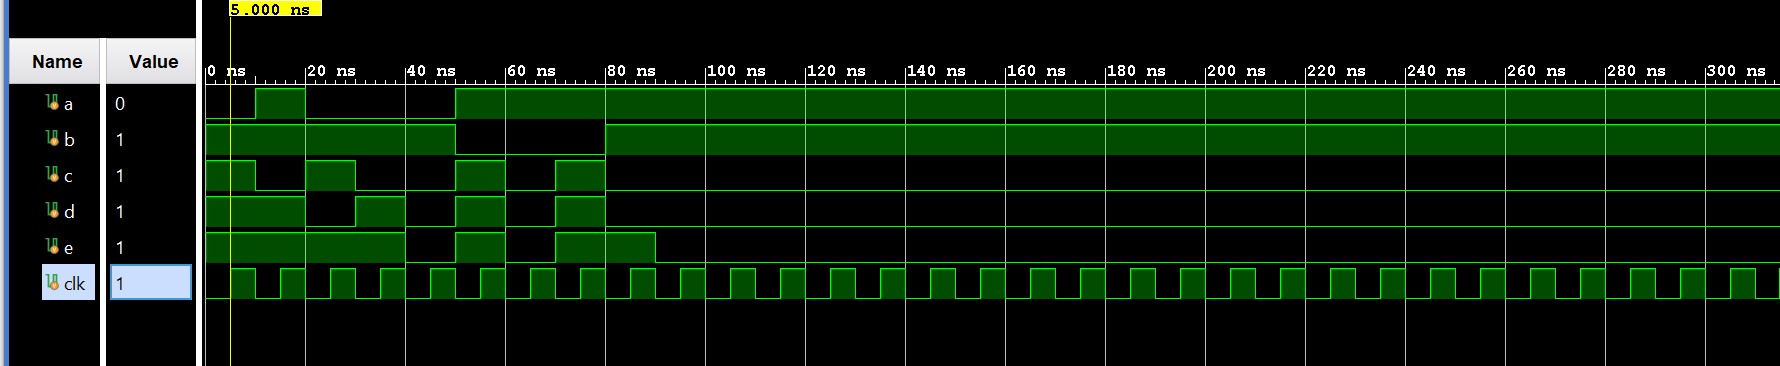 5.000 ns
Name Value
0 ns 20 ns 40 ns 60 ns 80 ns 100 ns 120 ns 140 ns 160 ns 180 ns 200 ns 220 ns 240 ns 260 ns 280 ns 300 ns
a 0
b 1
c 1
d 1
e 1
clk 1